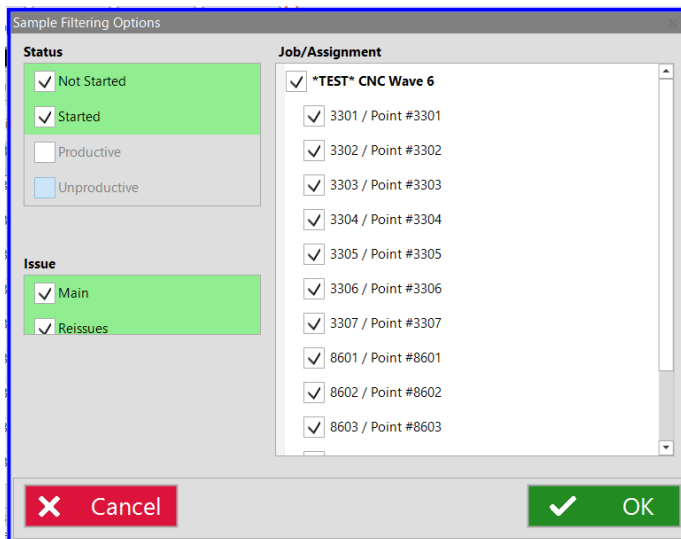 Sample Filtering Options
Status
Not Started
Started
Productive
Unproductive
Issue
Main
Reissues
Job/Assignment
*TEST* CNC Wave 6
3301 / Point #3301
3302 / Point #3302
3303 / Point #3303
3304 / Point #3304
3305 / Point #3305
3306 / Point #3306
3307 / Point #3307
8601 / Point #8601
8602 / Point #8602
8603 / Point #8603
Cancel
OK